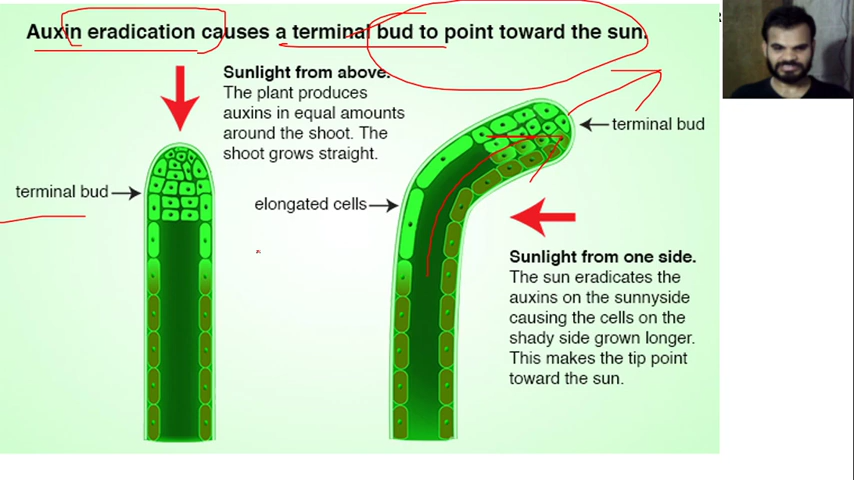 Auxin eradication causes a terminal bud to point toward the sun.
Sunlight from above.
The plant produces
auxins in equal amounts
around the shoot. The
shoot grows straight.
terminal bud
terminal bud
elongated cells
Sunlight from one side.
The sun eradicates the
auxins on the sunnyside
causing the cells on the
shady side grown longer.
This makes the tip point
toward the sun.